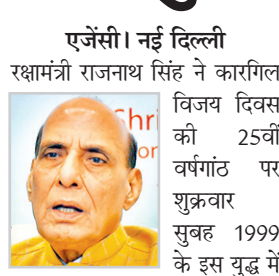 एजेंसी। नई दिल्ली
रक्षामंत्री राजनाथ सिंह ने कारगिल
विजय दिवस
की 25वीं
वर्षगांठ पर
शुक्रवार
सुबह 1999
के इस युद्ध में